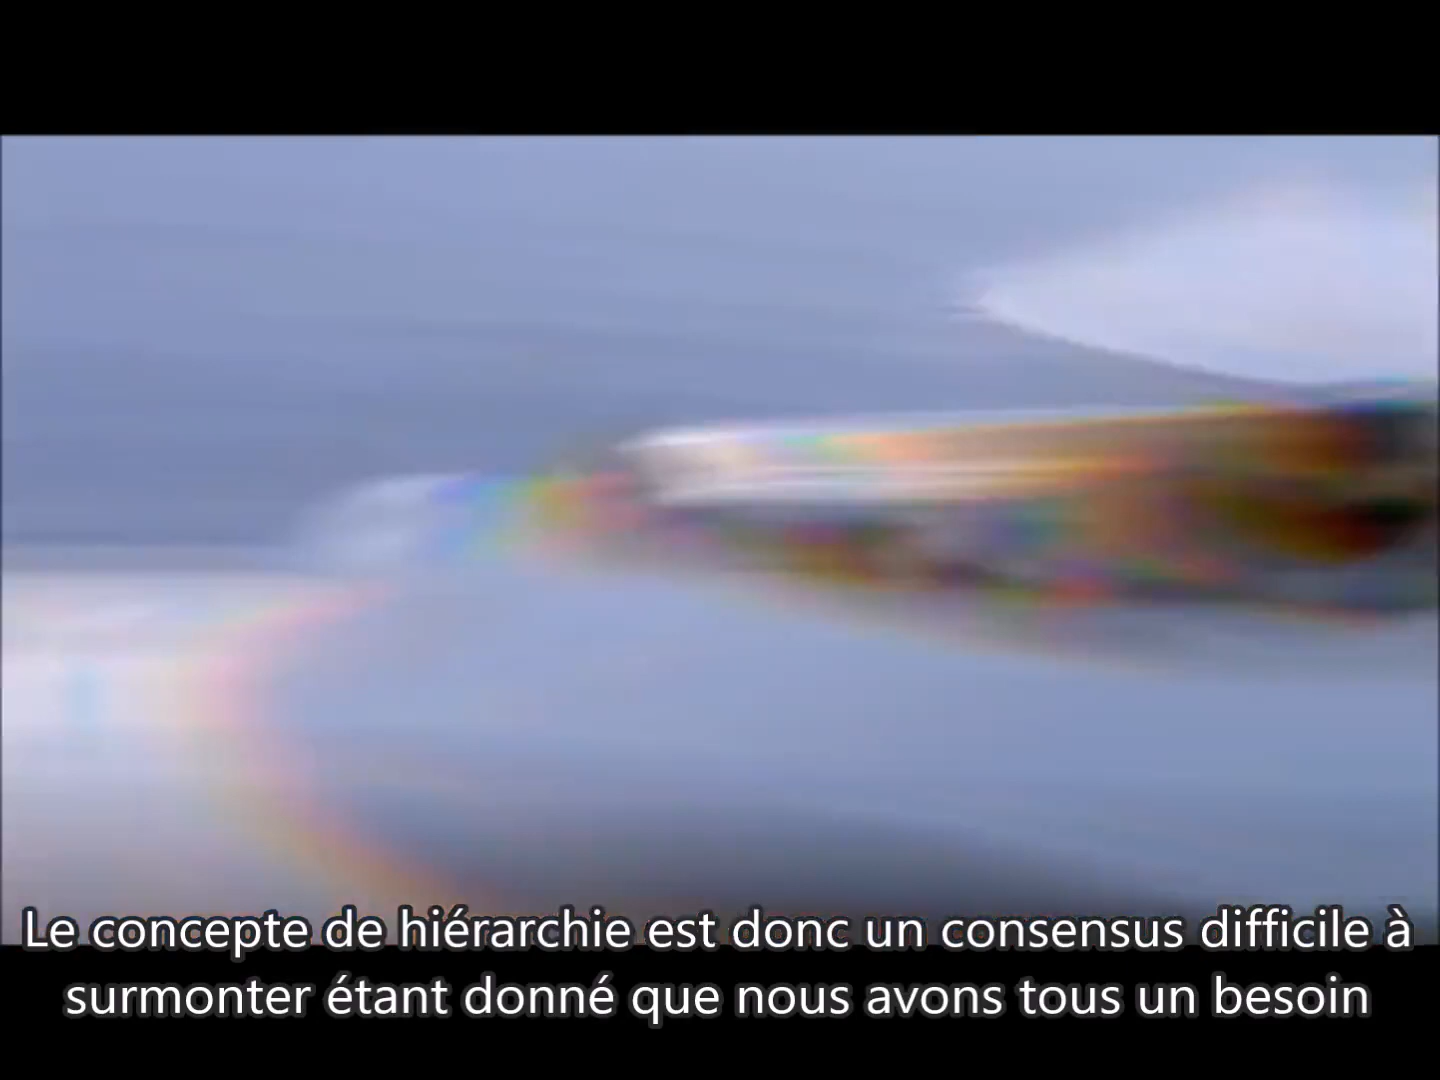 Le concepte de hiérarchie est donc un consensus difficile à
surmonter étant donné que nous avons tous un besoin